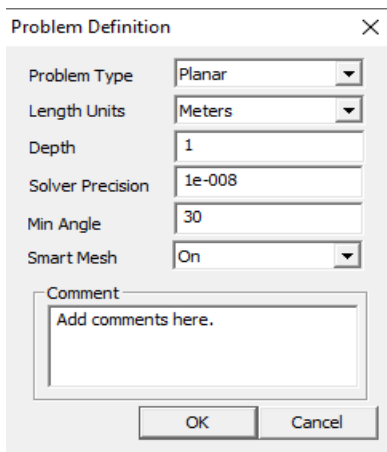 Problem Definition
Problem Type Planar
Length Units Meters
Depth 1
Solver Precision 1e-008
Min Angle 30
Smart Mesh On
Comment
Add comments here.
OK Cancel